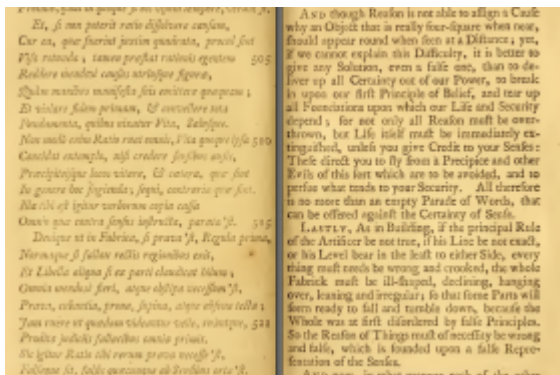 Et, si non poterit ratio dissolvere causam,
Cur ea, quae fuerint juxtim quadrata, procul sint
Visa rotunda; tamen praestat rationis egentem 505
Reddere mendose causas utriusque figurae,
Quam manibus manifesta suis emittere quoquam;
Et violare fidem primam, & convellere tota
Fundamenta, quibus nixatur Vita, Salusque.
Non modo enim Ratio ruat omnis, Vita quoque ipsa
Concidat extemplo, nisi credere sensibus ausis,
Praecipitesque locos vitare, & caetera, quae sint
In genere hoc fugienda; sequi, contraria quae sint.
Illa tibi est igitur verborum copia cassa
Omnis quae contra sensus instructa, parata 'st.
Denique ut in Fabrica, si prava 'st, Regula prima,
Normaque si fallax rectis regionibus exit,
Et Libella aliqua si ex parti claudicat hilum;
Omnia mendose fieri, atque obstipa necessum 'st,
Prava, cubantia, prona, supina, atque absona tecta;
Jam ruere ut quaedam videantur velle, ruantque,
Prodita judiciis fallacibus omnia primis.
Sic igitur Ratio tibi rerum prava necesse 'st,
Falsaque sit, falsis quaecunque ab Sensibus orta 'st.
AND though Reason is not able to assign a Cause
why an Object that is really four-square when near,
should appear round when seen at a Distance; yet,
if we cannot explain this Difficulty, it is better to
give any Solution, even a false one, than to de-
liver up all Certainty out of our Power, to break
in upon our first Principle of Belief, and tear up
all Foundations upon which our Life and Security
depend; for not only all Reason must be over-
thrown, but Life itself must be immediately ex-
tinguished, unless you give Credit to your Senses:
These direct you to fly from a Precipice and other
Evils of this sort which are to be avoided, and to
pursue what tends to your Security. All therefore
is no more than an empty Parade of Words, that
can be offered against the Certainty of Sense.
LASTLY, As in Building, if the principal Rule
of the Artificer be not true, if his Line be not exact,
or his Level bear in the least to either Side, every
thing must needs be wrong and crooked, the whole
Fabrick must be ill-shaped, declining, hanging
over, leaning and irregular; so that some Parts will
seem ready to fall and tumble down, because the
Whole was at first disordered by false Principles.
So the Reason of Things must of necessity be wrong
and false, which is founded upon a false Repre-
sentation of the Senses.